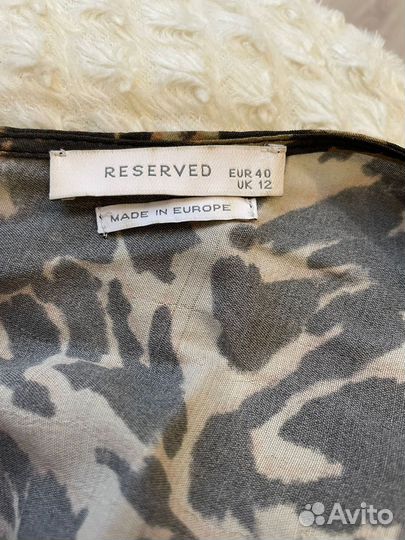 RESERVED
EUR 40
UK 12
MADE IN EUROPE
Avito